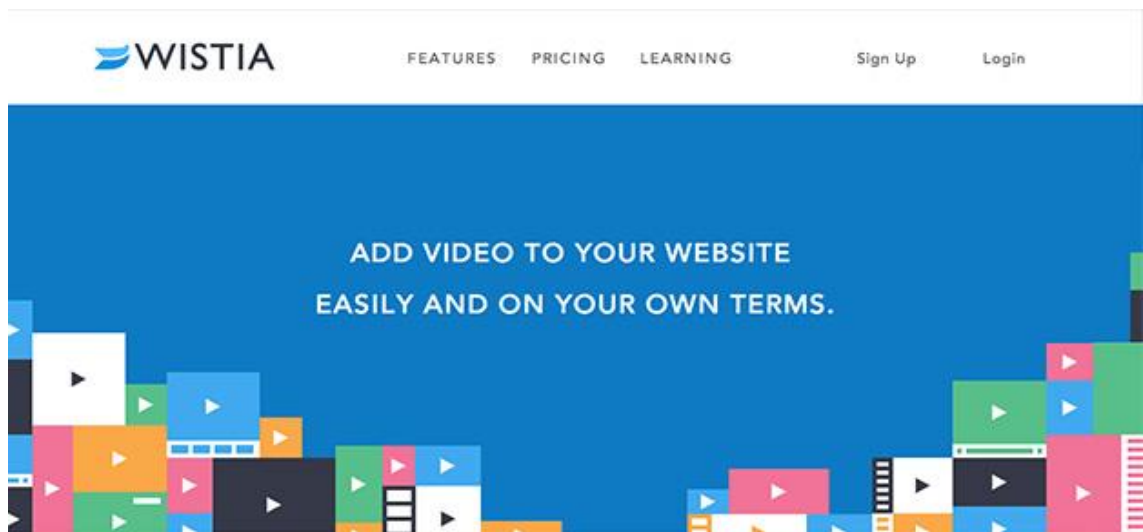 WISTIA
FEATURES PRICING LEARNING
Sign Up Login
ADD VIDEO TO YOUR WEBSITE
EASILY AND ON YOUR OWN TERMS.